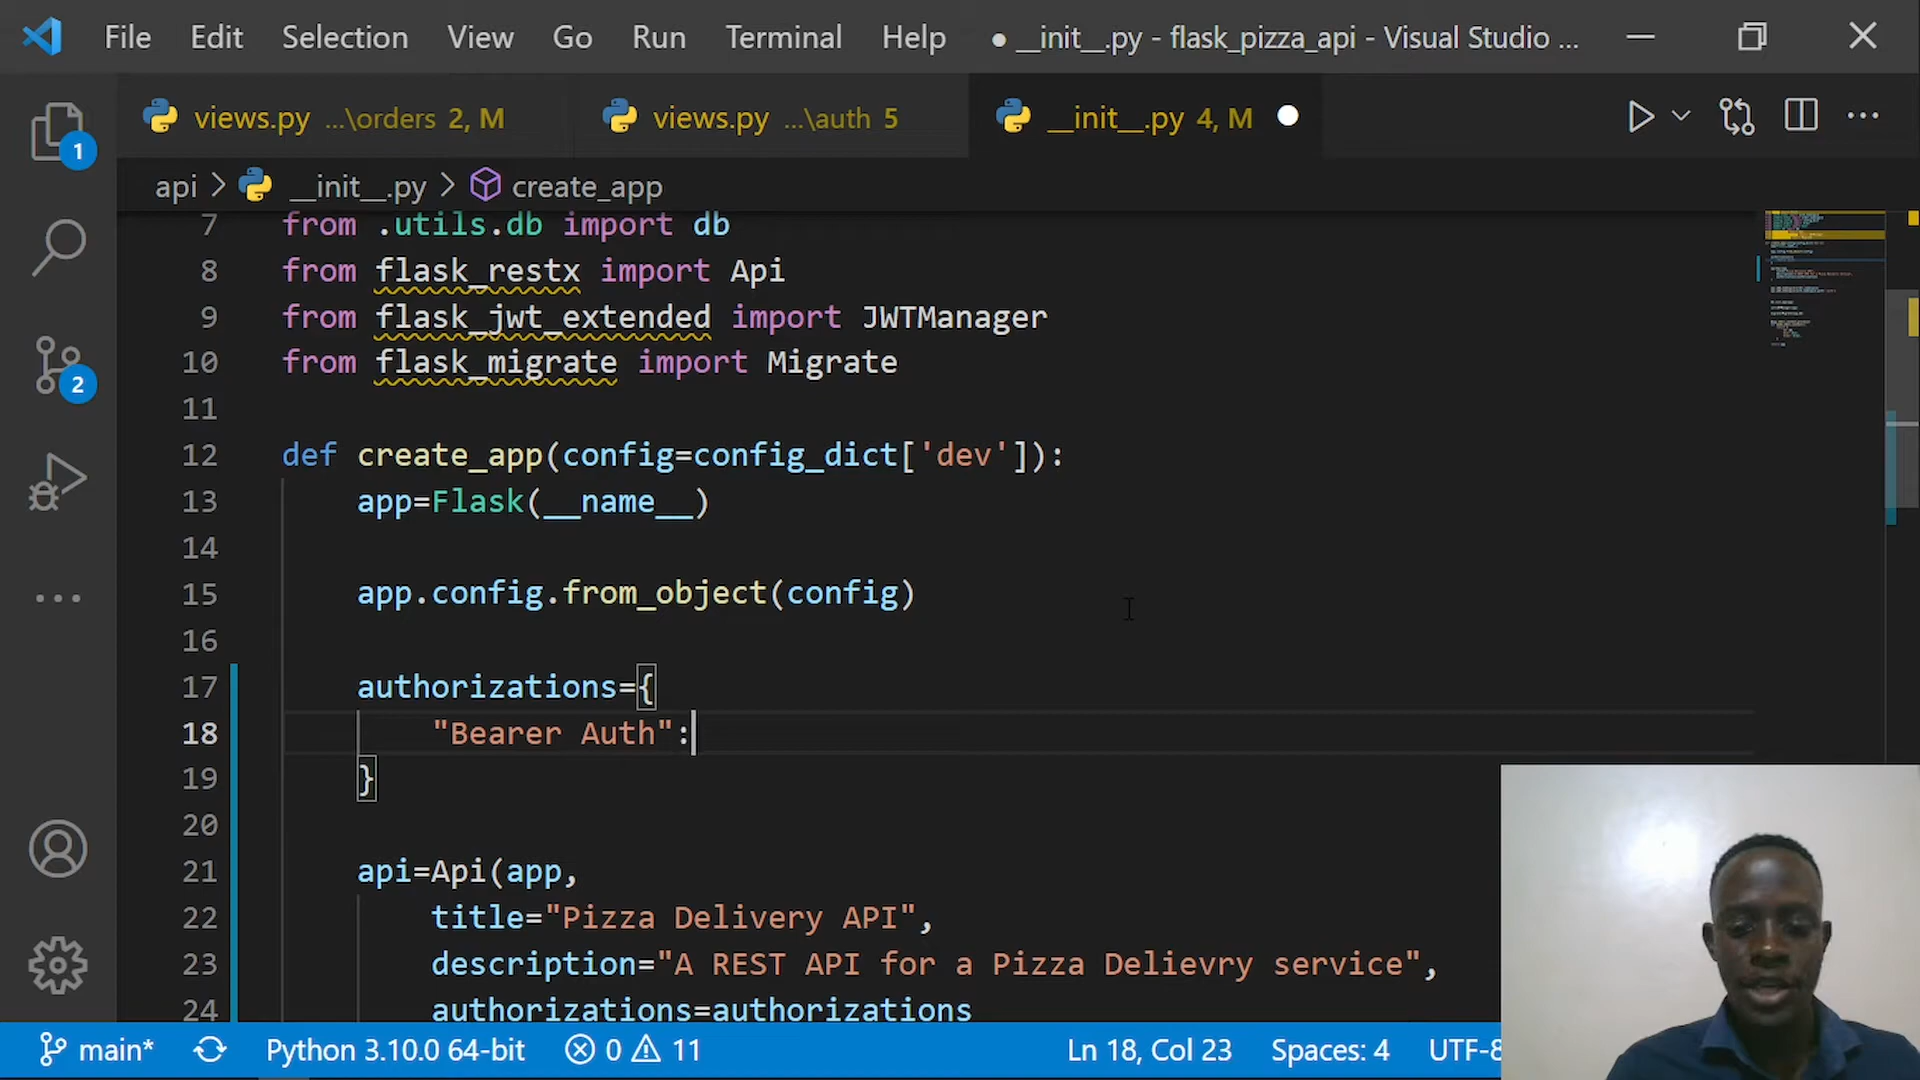 File Edit Selection View Go Run Terminal Help ● __init__.py - flask_pizza_api - Visual Studio ...
views.py ...\orders 2, M views.py ...\auth 5 __init__.py 4, M
api > __init__.py > create_app
7 from .utils.db import db
8 from flask_restx import Api
9 from flask_jwt_extended import JWTManager
10 from flask_migrate import Migrate
11
12 def create_app(config=config_dict['dev']):
13 app=Flask(__name__)
14
15 app.config.from_object(config)
16
17 authorizations={
18 "Bearer Auth":
19 }
20
21 api=Api(app,
22 title="Pizza Delivery API",
23 description="A REST API for a Pizza Delievry service",
24 authorizations=authorizations
1
2
main* Python 3.10.0 64-bit 0 11 Ln 18, Col 23 Spaces: 4 UTF-8